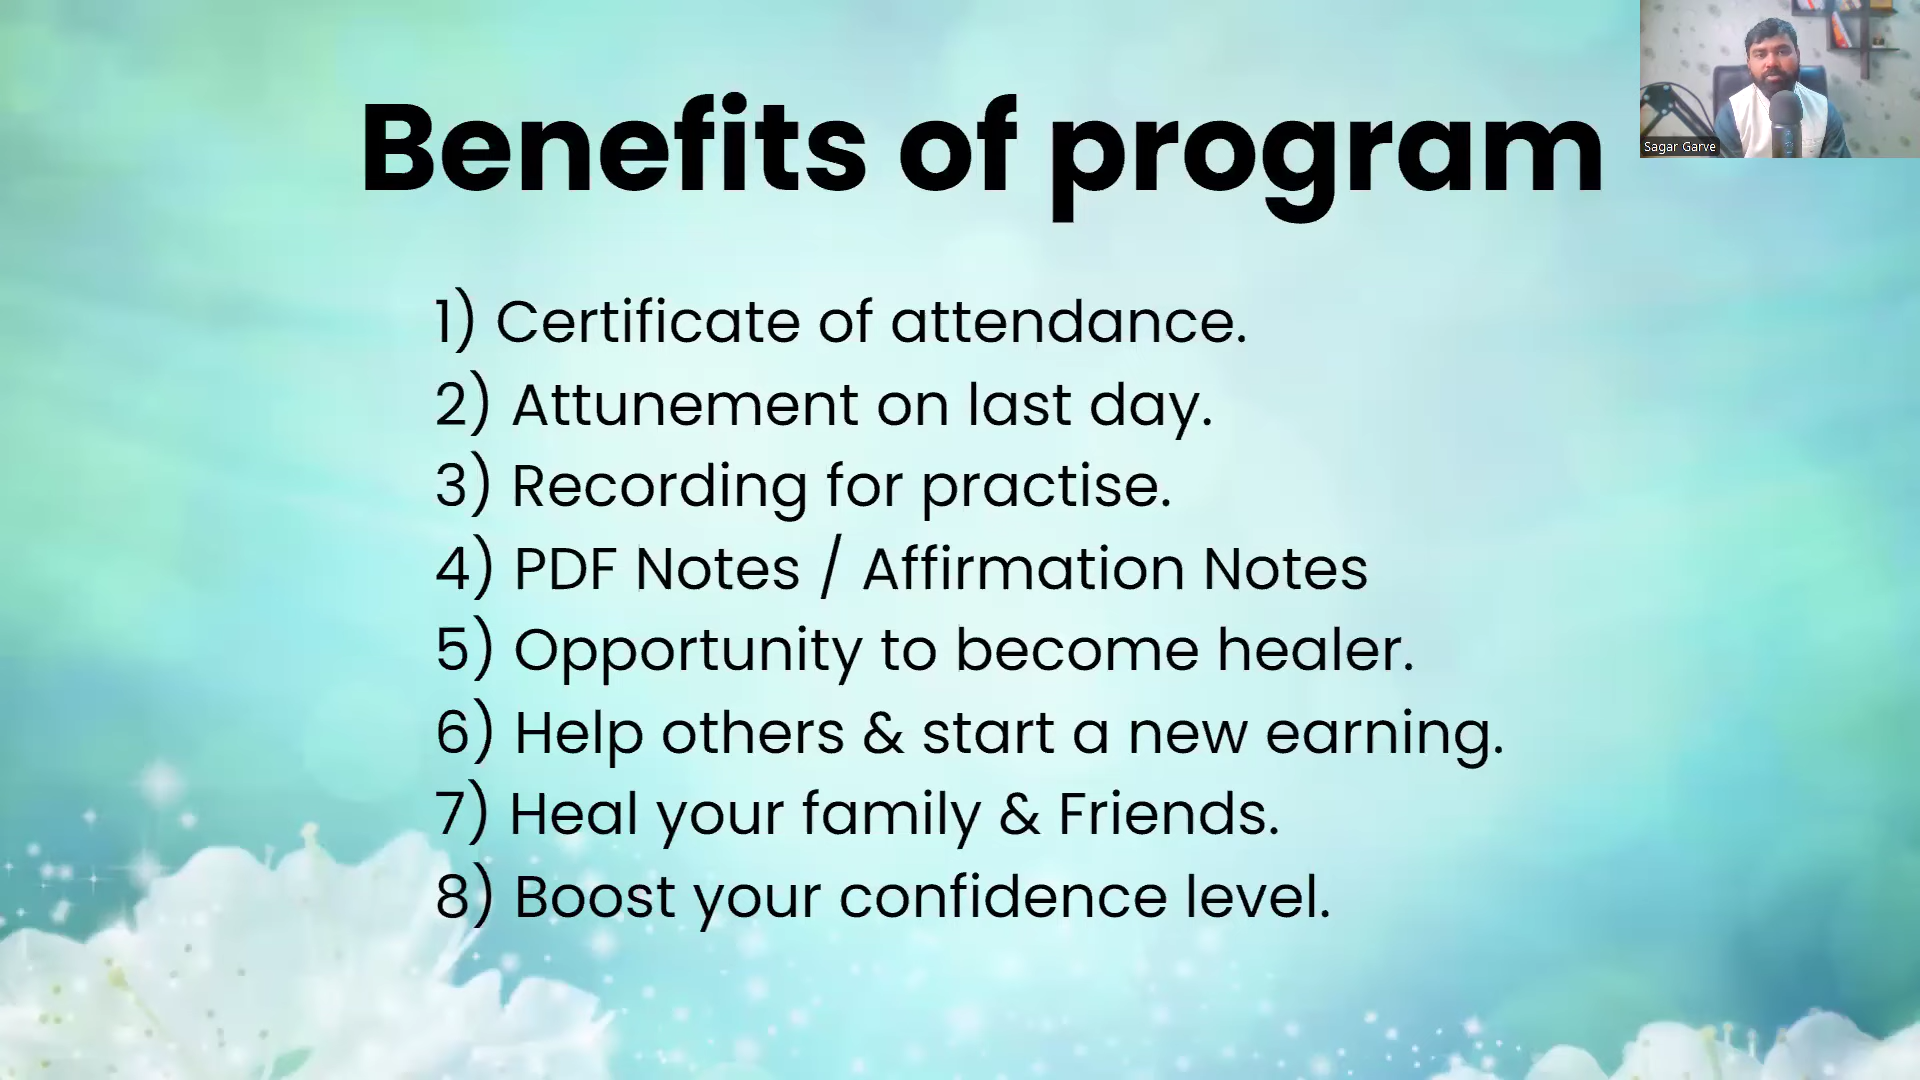 Benefits of program
Sagar Garve
1) Certificate of attendance.
2) Attunement on last day.
3) Recording for practise.
4) PDF Notes / Affirmation Notes
5) Opportunity to become healer.
6) Help others & start a new earning.
7) Heal your family & Friends.
8) Boost your confidence level.